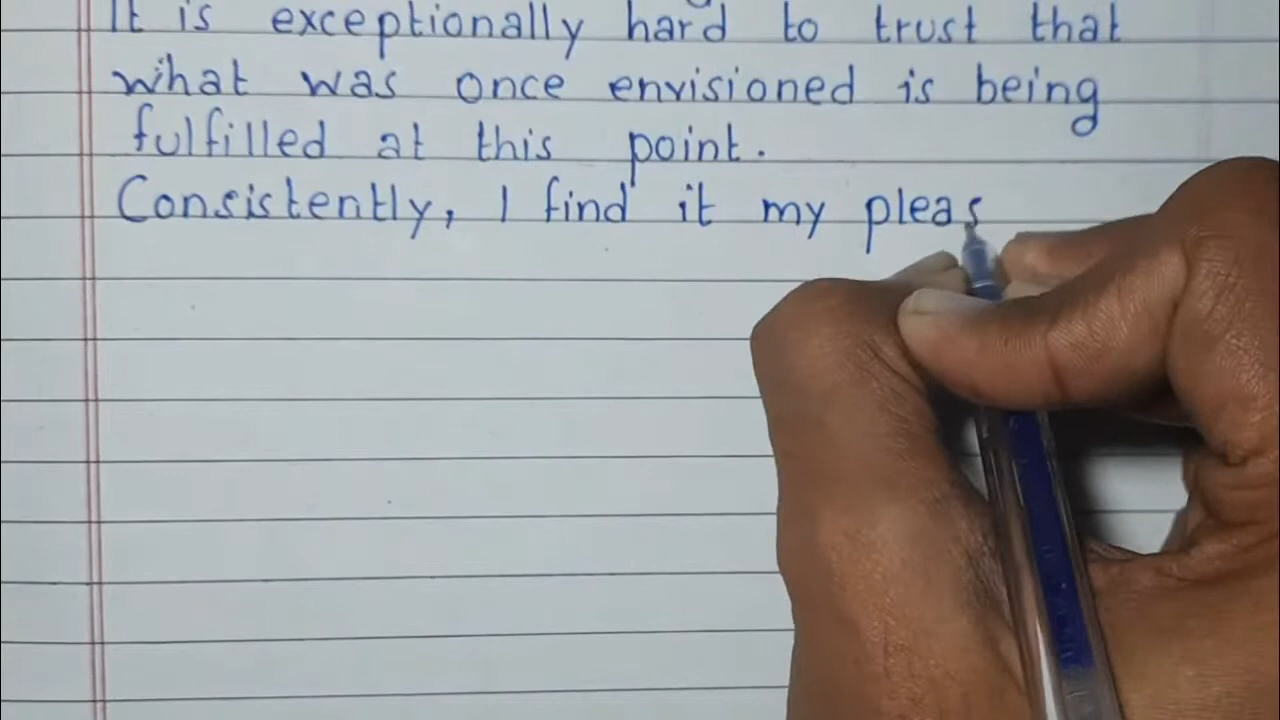 It is exceptionally hard to trust that
what was once envisioned is being
fulfilled at this point.
Consistently, I find it my pleas